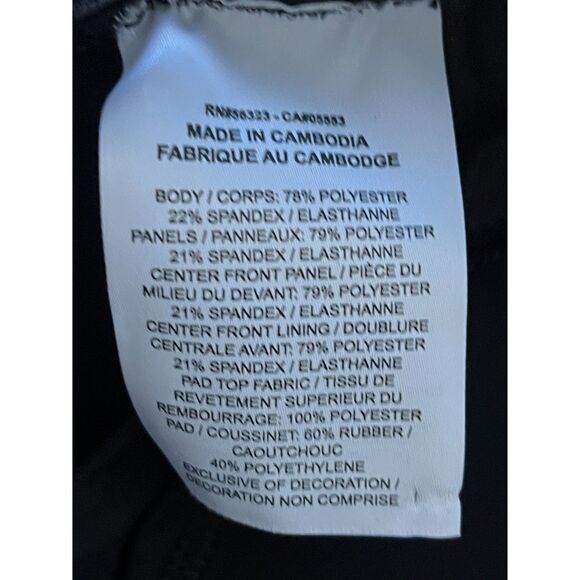 RN#56323 - CA#05553
MADE IN CAMBODIA
FABRIQUE AU CAMBODGE
BODY / CORPS: 78% POLYESTER
22% SPANDEX / ELASTHANNE
PANELS / PANNEAUX: 79% POLYESTER
21% SPANDEX / ELASTHANNE
CENTER FRONT PANEL / PIÈCE DU
MILIEU DU DEVANT: 79% POLYESTER
21% SPANDEX / ELASTHANNE
CENTER FRONT LINING / DOUBLURE
CENTRALE AVANT: 79% POLYESTER
21% SPANDEX / ELASTHANNE
PAD TOP FABRIC / TISSU DE
REVETEMENT SUPERIEUR DU
REMBOURRAGE: 100% POLYESTER
PAD / COUSSINET: 60% RUBBER /
CAOUTCHOUC
40% POLYETHYLENE
EXCLUSIVE OF DECORATION /
DECORATION NON COMPRISE